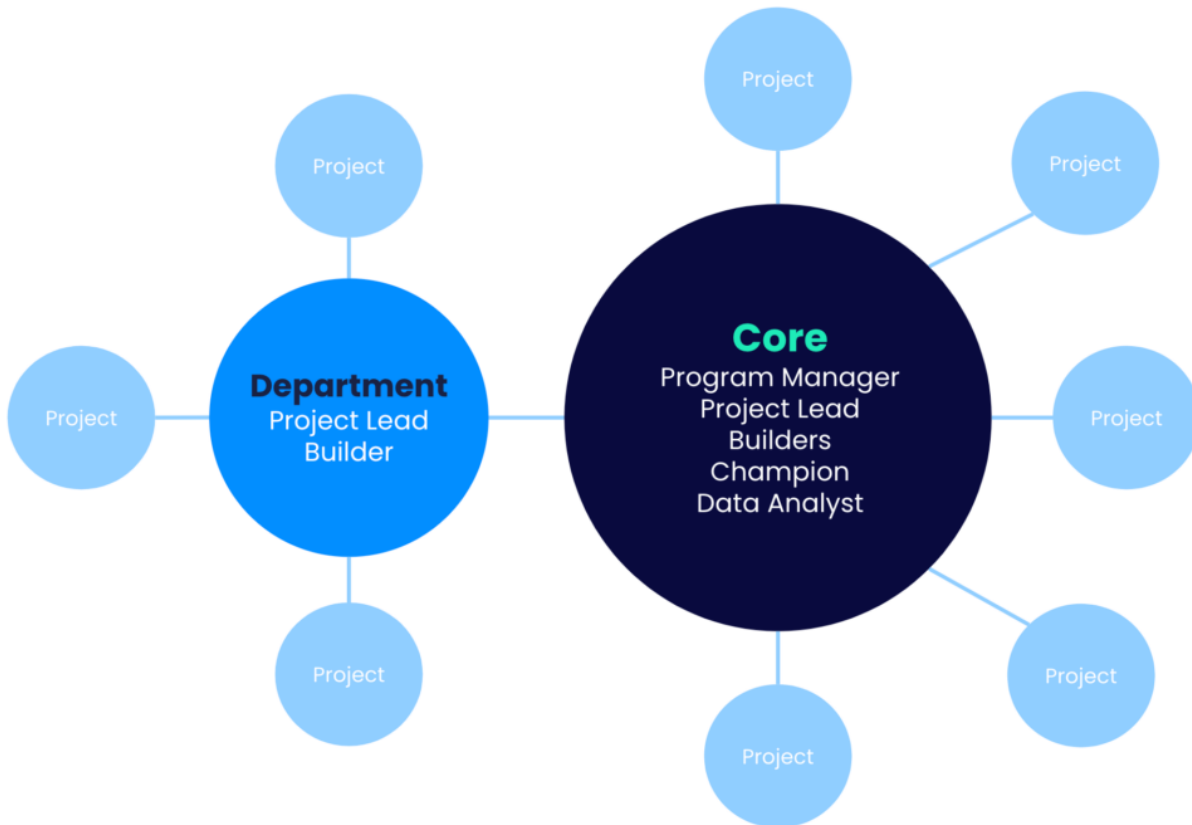 Project
Project
Project
Core
Program Manager
Project Lead
Builders
Champion
Data Analyst
Department
Project Lead
Builder
Project
Project
Project
Project
Project